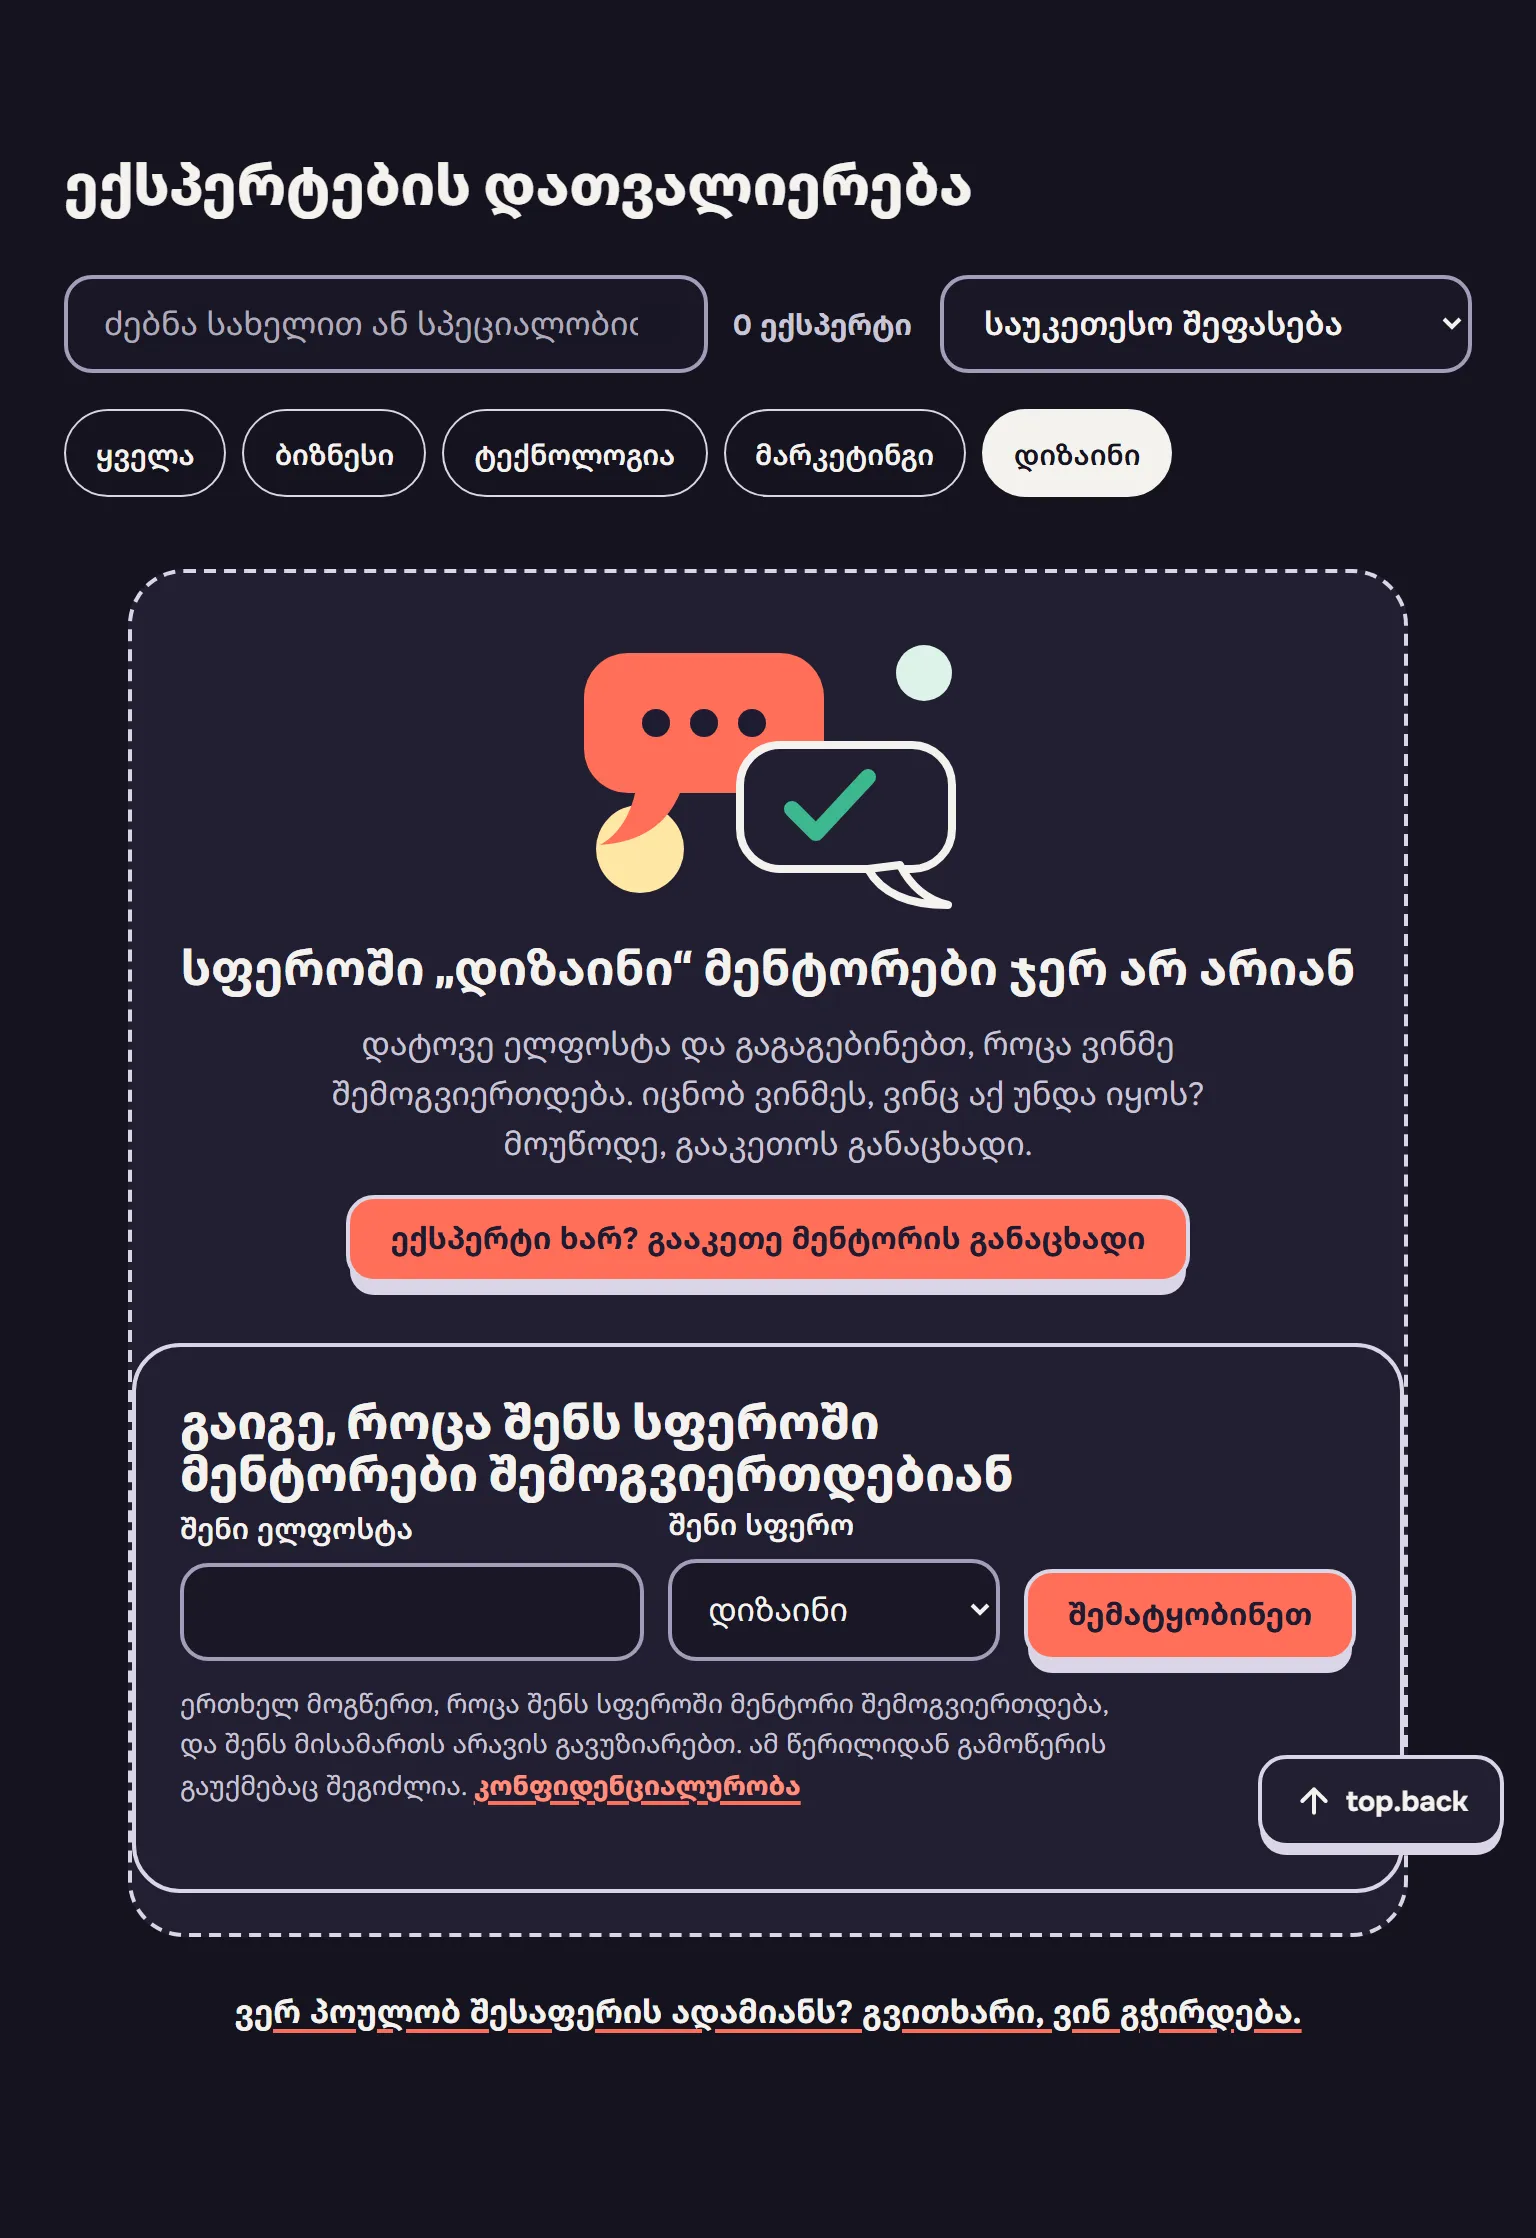 ექსპერტების დათვალიერება
ძებნა სახელით ან სპეციალობით
0 ექსპერტი
საუკეთესო შეფასება
ყველა
ბიზნესი
ტექნოლოგია
მარკეტინგი
დიზაინი
სფეროში „დიზაინი“ მენტორები ჯერ არ არიან
დატოვე ელფოსტა და გაგაგებინებთ, როცა ვინმე
შემოგვიერთდება. იცნობ ვინმეს, ვინც აქ უნდა იყოს?
მოუწოდე, გააკეთოს განაცხადი.
ექსპერტი ხარ? გააკეთე მენტორის განაცხადი
გაიგე, როცა შენს სფეროში
მენტორები შემოგვიერთდებიან
შენი ელფოსტა
შენი სფერო
დიზაინი
შემატყობინეთ
ერთხელ მოგწერთ, როცა შენს სფეროში მენტორი შემოგვიერთდება,
და შენს მისამართს არავის გავუზიარებთ. ამ წერილიდან გამოწერის
გაუქმებაც შეგიძლია. კონფიდენციალურობა
top.back
ვერ პოულობ შესაფერის ადამიანს? გვითხარი, ვინ გჭირდება.